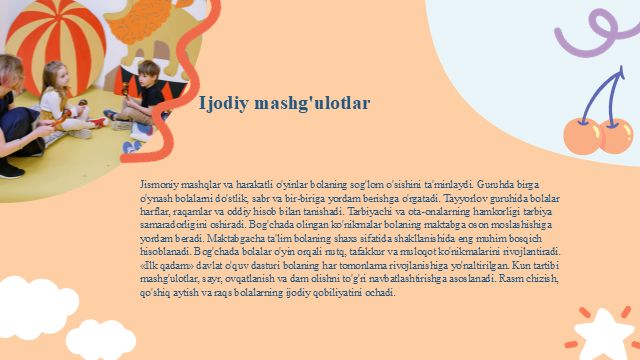 Ijodiy mashg'ulotlar
Jismoniy mashqlar va harakatli o'yinlar bolaning sog'lom o'sishini ta'minlaydi. Guruhda birga
o'ynash bolalarni do'stlik, sabr va bir-biriga yordam berishga o'rgatadi. Tayyorlov guruhida bolalar
harflar, raqamlar va oddiy hisob bilan tanishadi. Tarbiyachi va ota-onalarning hamkorligi tarbiya
samaradorligini oshiradi. Bog'chada olingan ko'nikmalar bolaning maktabga oson moslashishiga
yordam beradi. Maktabgacha ta'lim bolaning shaxs sifatida shakllanishida eng muhim bosqich
hisoblanadi. Bog'chada bolalar o'yin orqali nutq, tafakkur va muloqot ko'nikmalarini rivojlantiradi.
«Ilk qadam» davlat o'quv dasturi bolaning har tomonlama rivojlanishiga yo'naltirilgan. Kun tartibi
mashg'ulotlar, sayr, ovqatlanish va dam olishni to'g'ri navbatlashtirishga asoslanadi. Rasm chizish,
qo'shiq aytish va raqs bolalarning ijodiy qobiliyatini ochadi.